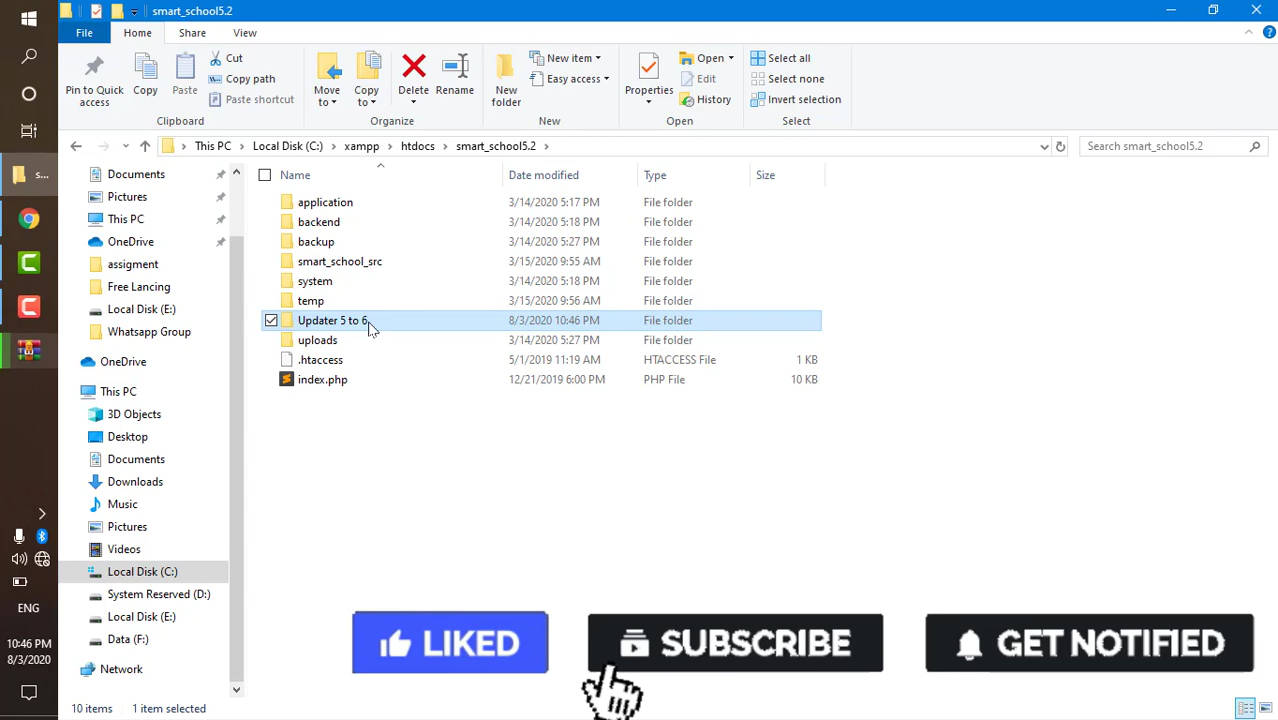 smart_school5.2
File
Home
Share
View
Pin to Quick access
Copy
Paste
Cut
Copy path
Paste shortcut
Clipboard
Move to
Copy to
Delete
Rename
Organize
New folder
New item
Easy access
New
Properties
Open
Edit
History
Open
Select all
Select none
Invert selection
Select
This PC
Local Disk (C:)
xampp
htdocs
smart_school5.2
Search smart_school5.2
s...
Documents
Pictures
This PC
OneDrive
assigment
Free Lancing
Local Disk (E:)
Whatsapp Group
OneDrive
This PC
3D Objects
Desktop
Documents
Downloads
Music
Pictures
Videos
Local Disk (C:)
System Reserved (D:)
Local Disk (E:)
Data (F:)
Network
Name Date modified Type Size
application 3/14/2020 5:17 PM File folder
backend 3/14/2020 5:18 PM File folder
backup 3/14/2020 5:27 PM File folder
smart_school_src 3/15/2020 9:55 AM File folder
system 3/14/2020 5:18 PM File folder
temp 3/15/2020 9:56 AM File folder
Updater 5 to 6 8/3/2020 10:46 PM File folder
uploads 3/14/2020 5:27 PM File folder
.htaccess 5/1/2019 11:19 AM HTACCESS File 1 KB
index.php 12/21/2019 6:00 PM PHP File 10 KB
LIKED
SUBSCRIBE
GET NOTIFIED
ENG
10:46 PM
8/3/2020
10 items 1 item selected